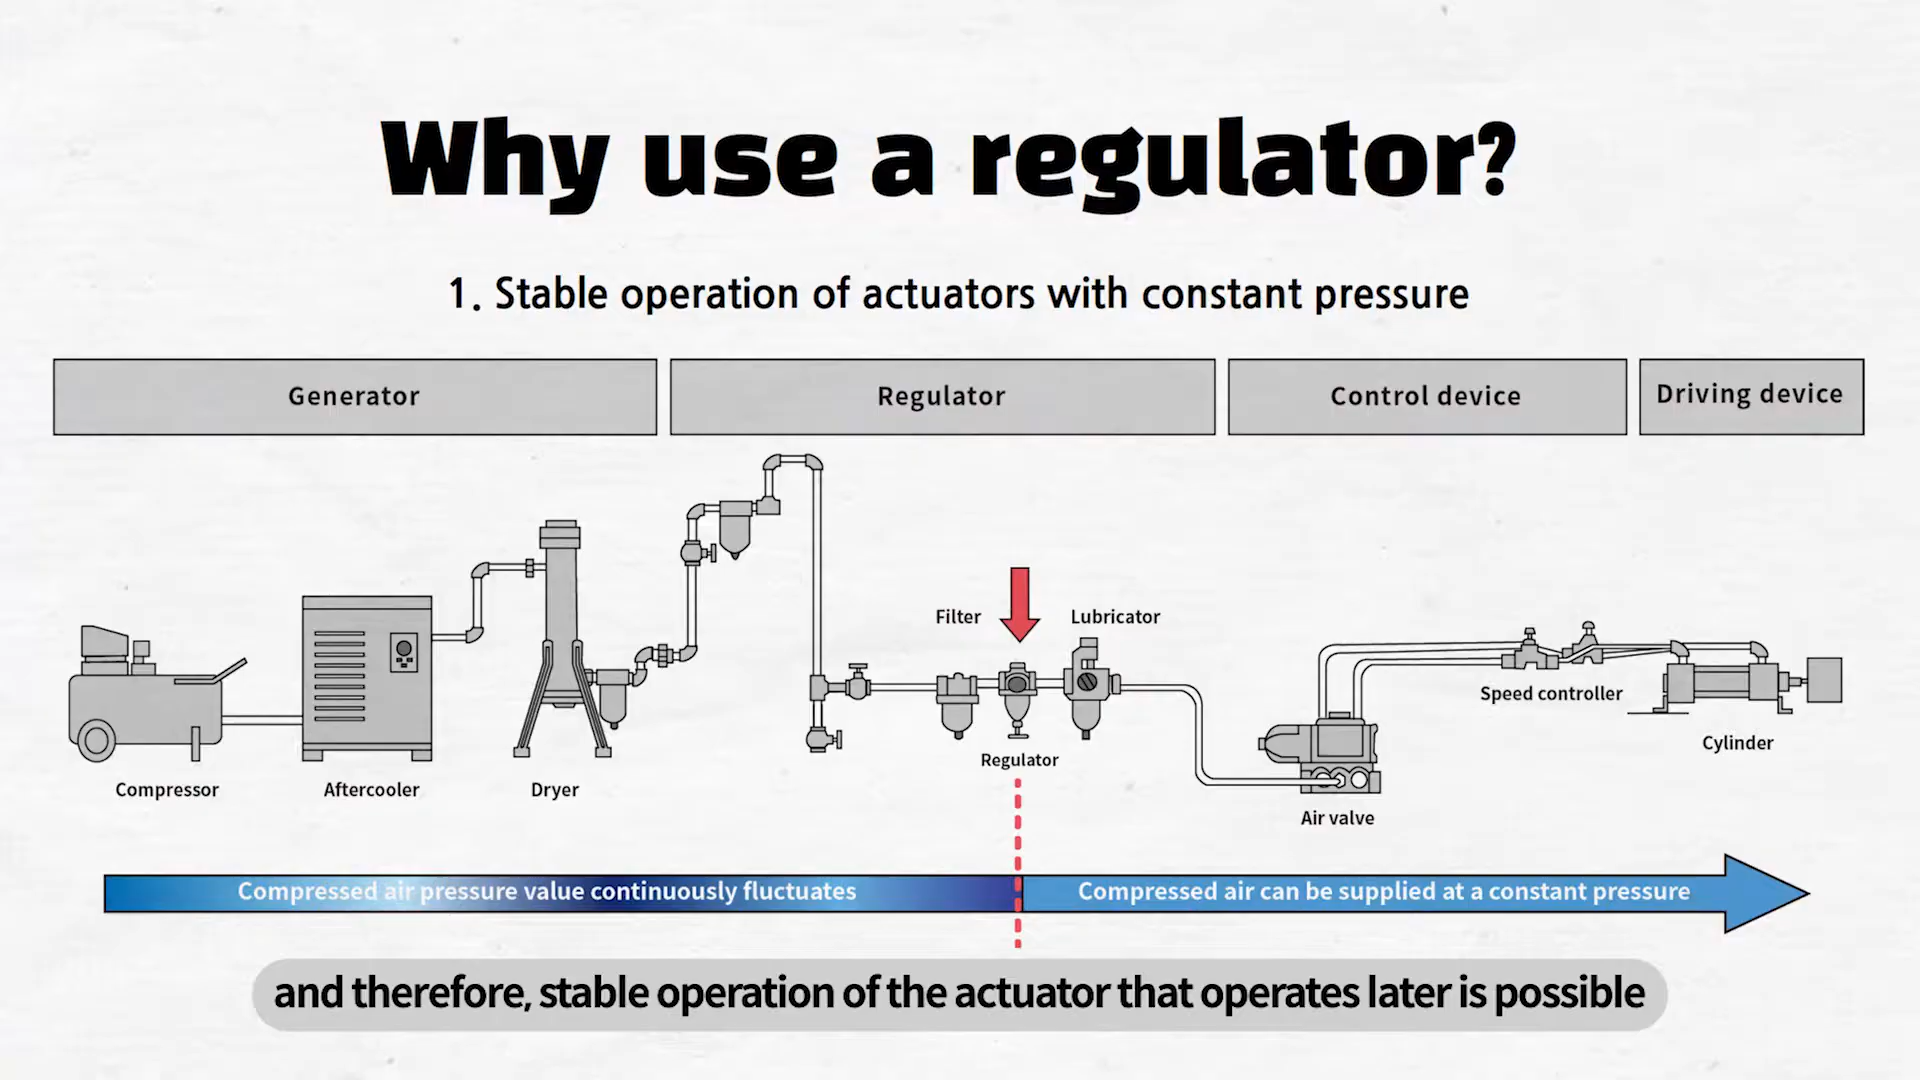 Why use a regulator?
1. Stable operation of actuators with constant pressure
Generator
Regulator
Control device
Driving device
Filter
Lubricator
Speed controller
Cylinder
Regulator
Compressor
Aftercooler
Dryer
Air valve
Compressed air pressure value continuously fluctuates
Compressed air can be supplied at a constant pressure
and therefore, stable operation of the actuator that operates later is possible